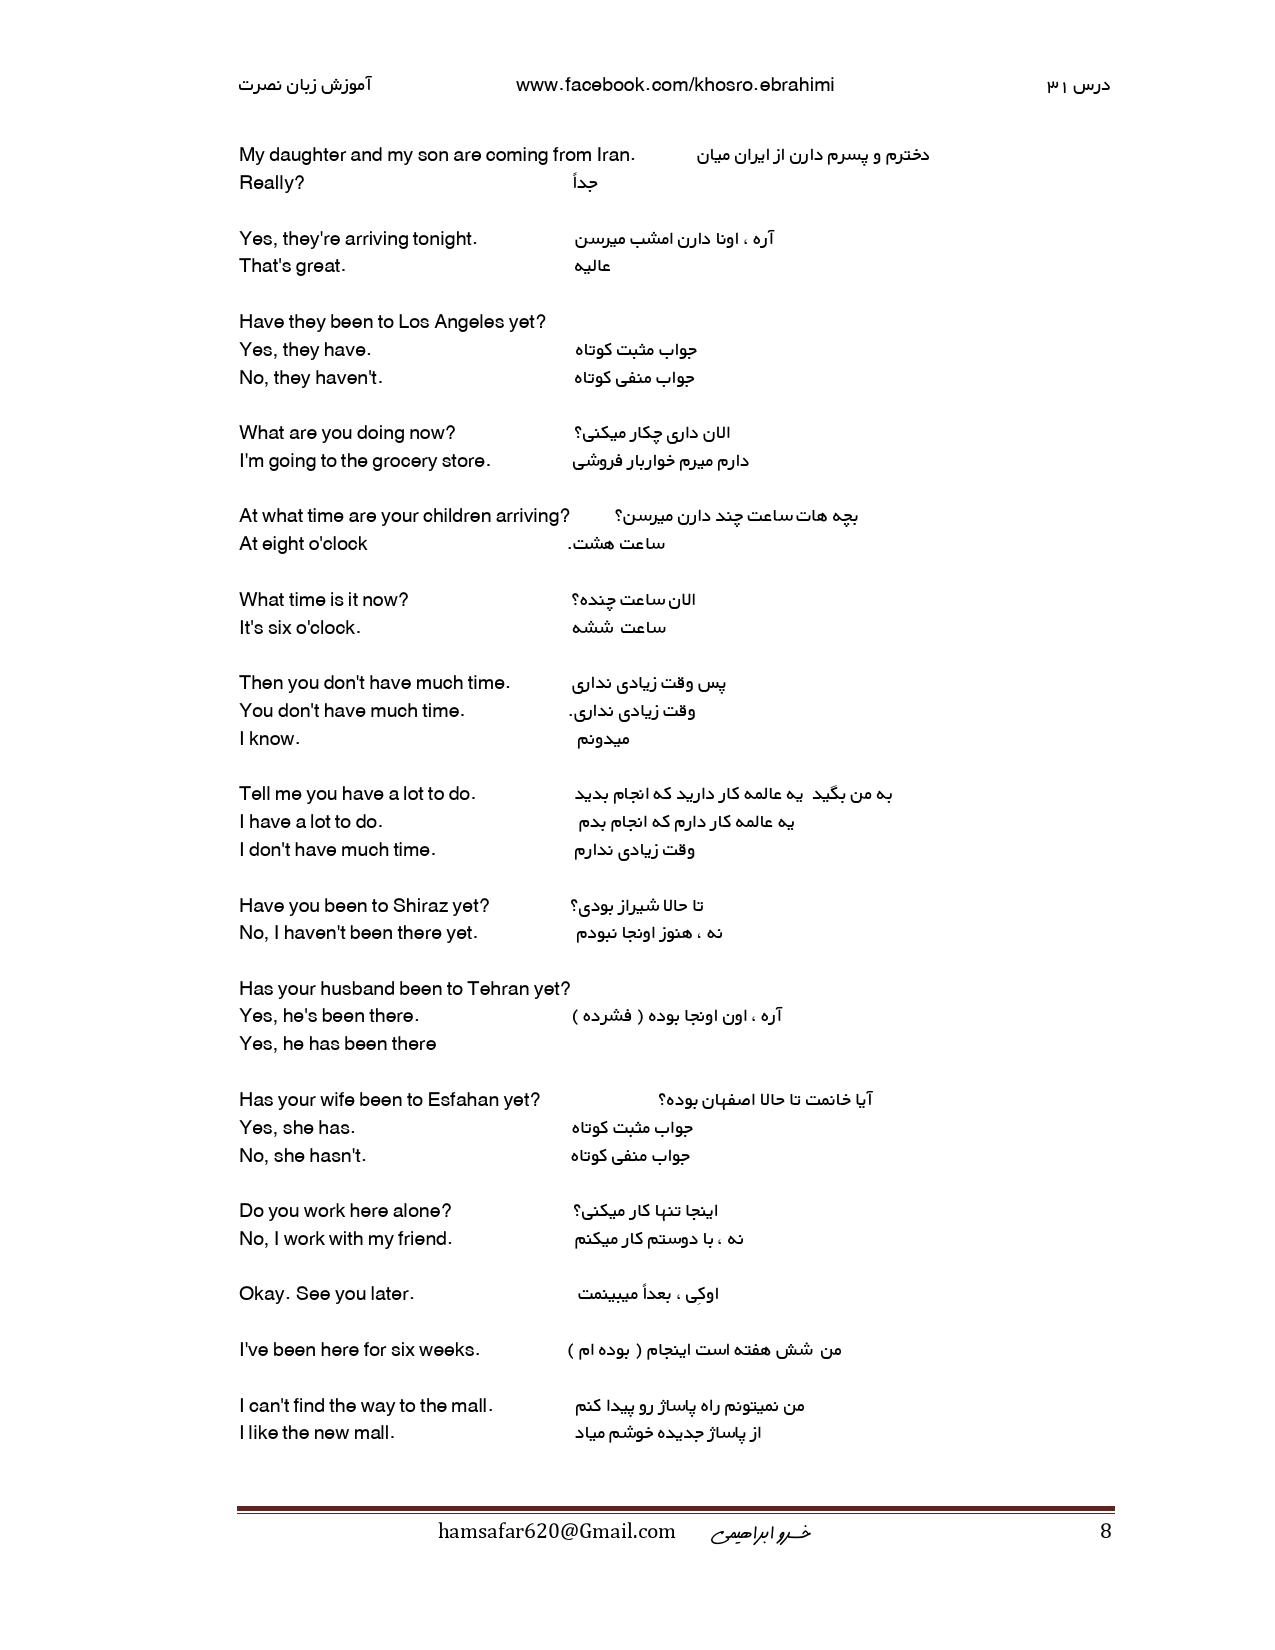 آموزش زبان نصرت www.facebook.com/khosro.ebrahimi درس ۳۱
My daughter and my son are coming from Iran. دخترم و پسرم دارن از ایران میان
Really? جداً
Yes, they're arriving tonight. آره ، اونا دارن امشب میرسن
That's great. عالیه
Have they been to Los Angeles yet?
Yes, they have. جواب مثبت کوتاه
No, they haven't. جواب منفی کوتاه
What are you doing now? الان داری چکار میکنی؟
I'm going to the grocery store. دارم میرم خواربار فروشی
At what time are your children arriving? بچه هات ساعت چند دارن میرسن؟
At eight o'clock ساعت هشت.
What time is it now? الان ساعت چنده؟
It's six o'clock. ساعت ششه
Then you don't have much time. پس وقت زیادی نداری
You don't have much time. وقت زیادی نداری.
I know. میدونم
Tell me you have a lot to do. به من بگید یه عالمه کار دارید که انجام بدید
I have a lot to do. یه عالمه کار دارم که انجام بدم
I don't have much time. وقت زیادی ندارم
Have you been to Shiraz yet? تا حالا شیراز بودی؟
No, I haven't been there yet. نه ، هنوز اونجا نبودم
Has your husband been to Tehran yet?
Yes, he's been there. آره ، اون اونجا بوده ( فشرده )
Yes, he has been there
Has your wife been to Esfahan yet? آیا خانمت تا حالا اصفهان بوده؟
Yes, she has. جواب مثبت کوتاه
No, she hasn't. جواب منفی کوتاه
Do you work here alone? اینجا تنها کار میکنی؟
No, I work with my friend. نه ، با دوستم کار میکنم
Okay. See you later. اوکِی ، بعداً میبینمت
I've been here for six weeks. من شش هفته است اینجام ( بوده ام )
I can't find the way to the mall. من نمیتونم راه پاساژ رو پیدا کنم
I like the new mall. از پاساژ جدیده خوشم میاد
hamsafar620@Gmail.com خسرو ابراهیمی 8